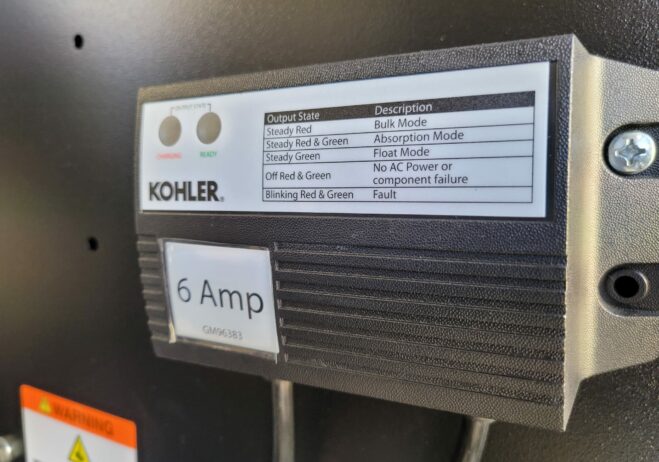 OUTPUT STATE
CHARGING READY
KOHLER®
Output State Description
Steady Red Bulk Mode
Steady Red & Green Absorption Mode
Steady Green Float Mode
Off Red & Green No AC Power or
component failure
Blinking Red & Green Fault
6 Amp
GM96383
WARNING